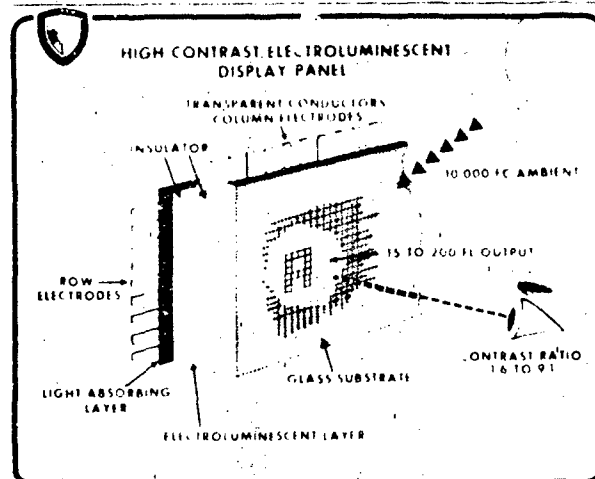 HIGH CONTRAST ELECTROLUMINESCENT
DISPLAY PANEL
TRANSPARENT CONDUCTORS
COLUMN ELECTRODES
INSULATOR
10 000 FC AMBIENT
15 TO 200 FL OUTPUT
ROW
ELECTRODES
CONTRAST RATIO
1.6 TO 9.1
GLASS SUBSTRATE
LIGHT ABSORBING
LAYER
ELECTROLUMINESCENT LAYER